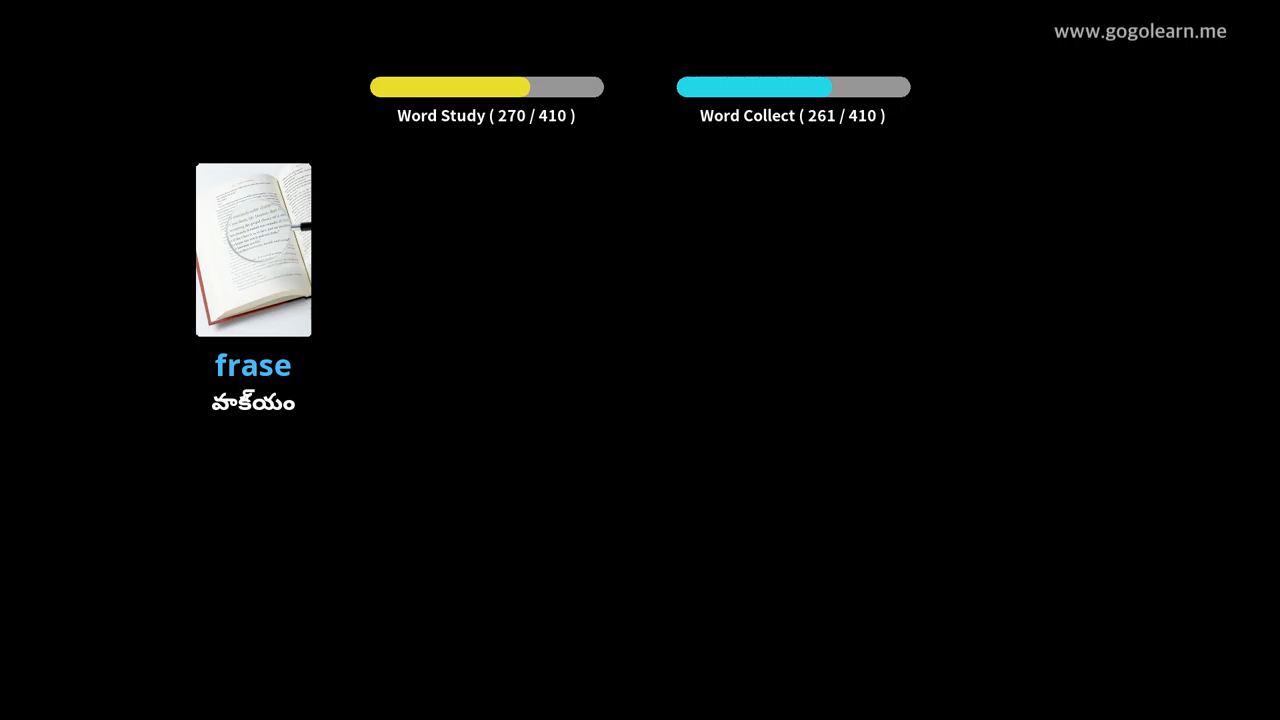 www.gogolearn.me
Word Study ( 270 / 410 )
Word Collect ( 261 / 410 )
frase
వాక్యం